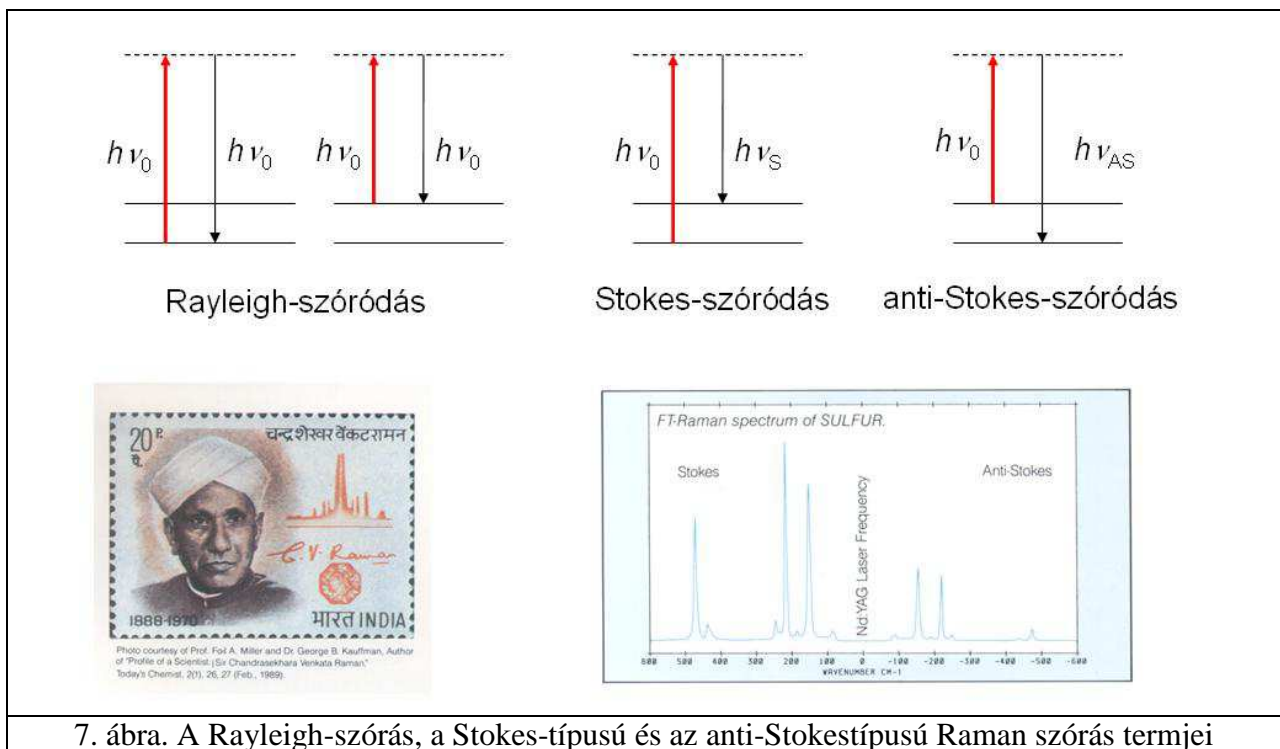 hν₀ hν₀ hν₀ hν₀ hν₀ hν_S hν₀ hν_AS
Rayleigh-szóródás Stokes-szóródás anti-Stokes-szóródás
20 P.
पै.
चन्द्रशेखर वेंकटरामन
C. V. Raman
1888-1970
भारत INDIA
Photo courtesy of Prof. Foil A. Miller and Dr. George B. Kauffman, Author
of "Profile of a Scientist (Sir Chandrasekhara Venkata Raman,"
Today's Chemist, 2(1), 26, 27 (Feb., 1989).
FT-Raman spectrum of SULFUR.
Stokes
Nd:YAG Laser Frequency
Anti-Stokes
600 500 400 300 200 100 0 -100 -200 -300 -400 -500 -600
WAVENUMBER CM-1
7. ábra. A Rayleigh-szórás, a Stokes-típusú és az anti-Stokestípusú Raman szórás termjei